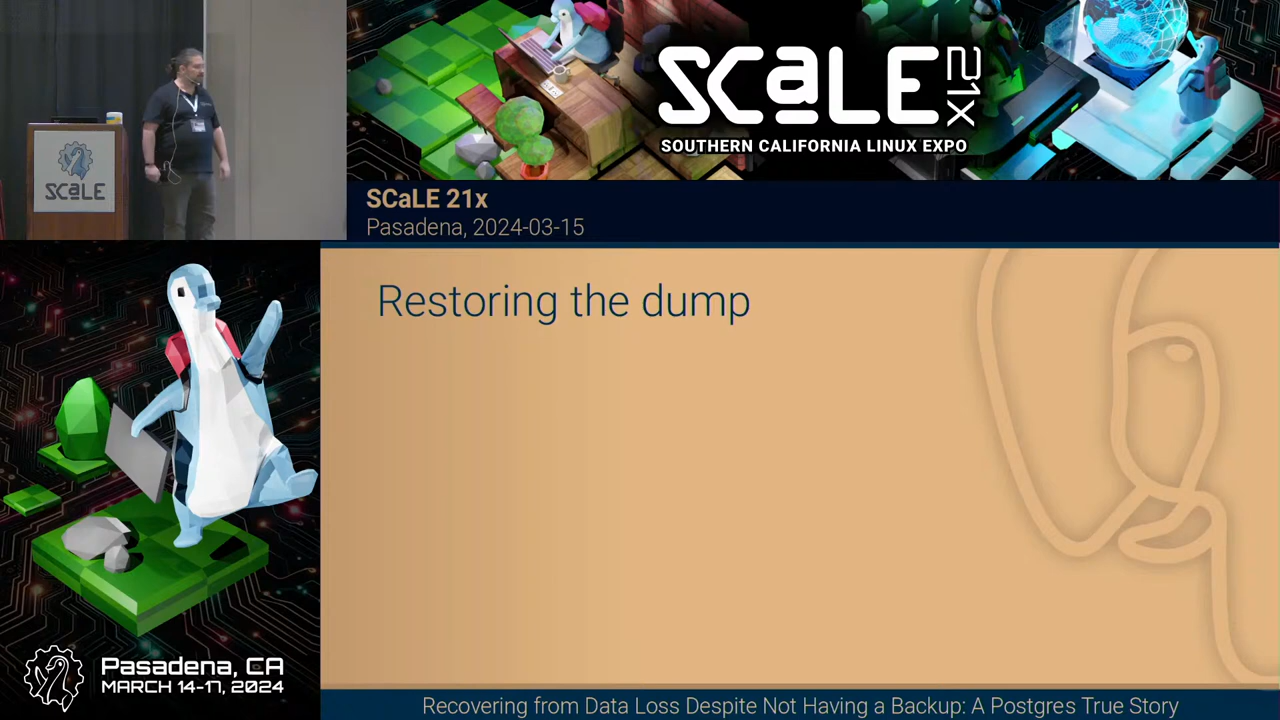 SCaLE
SCaLE 21x
SOUTHERN CALIFORNIA LINUX EXPO
SCaLE 21x
Pasadena, 2024-03-15
Restoring the dump
Pasadena, CA
MARCH 14-17, 2024
Recovering from Data Loss Despite Not Having a Backup: A Postgres True Story